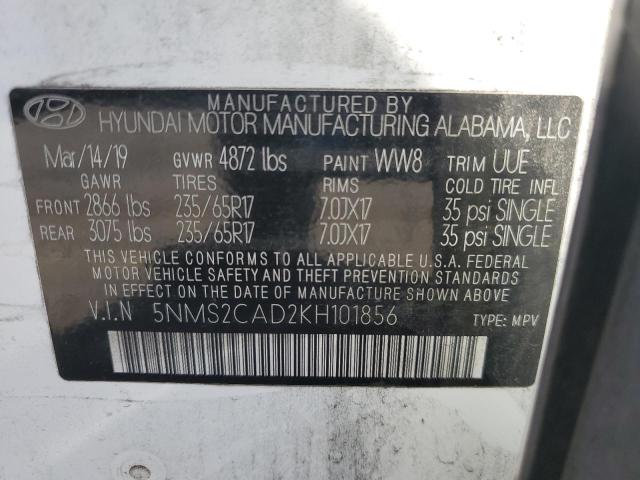 MANUFACTURED BY
HYUNDAI MOTOR MANUFACTURING ALABAMA, LLC
Mar/14/19 GVWR 4872 lbs PAINT WW8 TRIM UUE
GAWR TIRES RIMS COLD TIRE INFL
FRONT 2866 lbs 235/65R17 7.0JX17 35 psi SINGLE
REAR 3075 lbs 235/65R17 7.0JX17 35 psi SINGLE
THIS VEHICLE CONFORMS TO ALL APPLICABLE U.S.A. FEDERAL
MOTOR VEHICLE SAFETY AND THEFT PREVENTION STANDARDS
IN EFFECT ON THE DATE OF MANUFACTURE SHOWN ABOVE.
V.I.N 5NMS2CAD2KH101856 TYPE: MPV